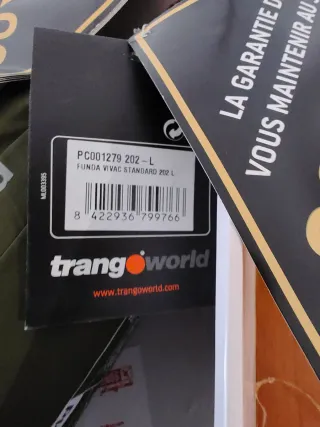 LA GARANTIE D
VOUS MAINTENIR AU
PC001279 202 - L
FUNDA VIVAC STANDARD 202 L
8 422936 799766
trangoworld
www.trangoworld.com